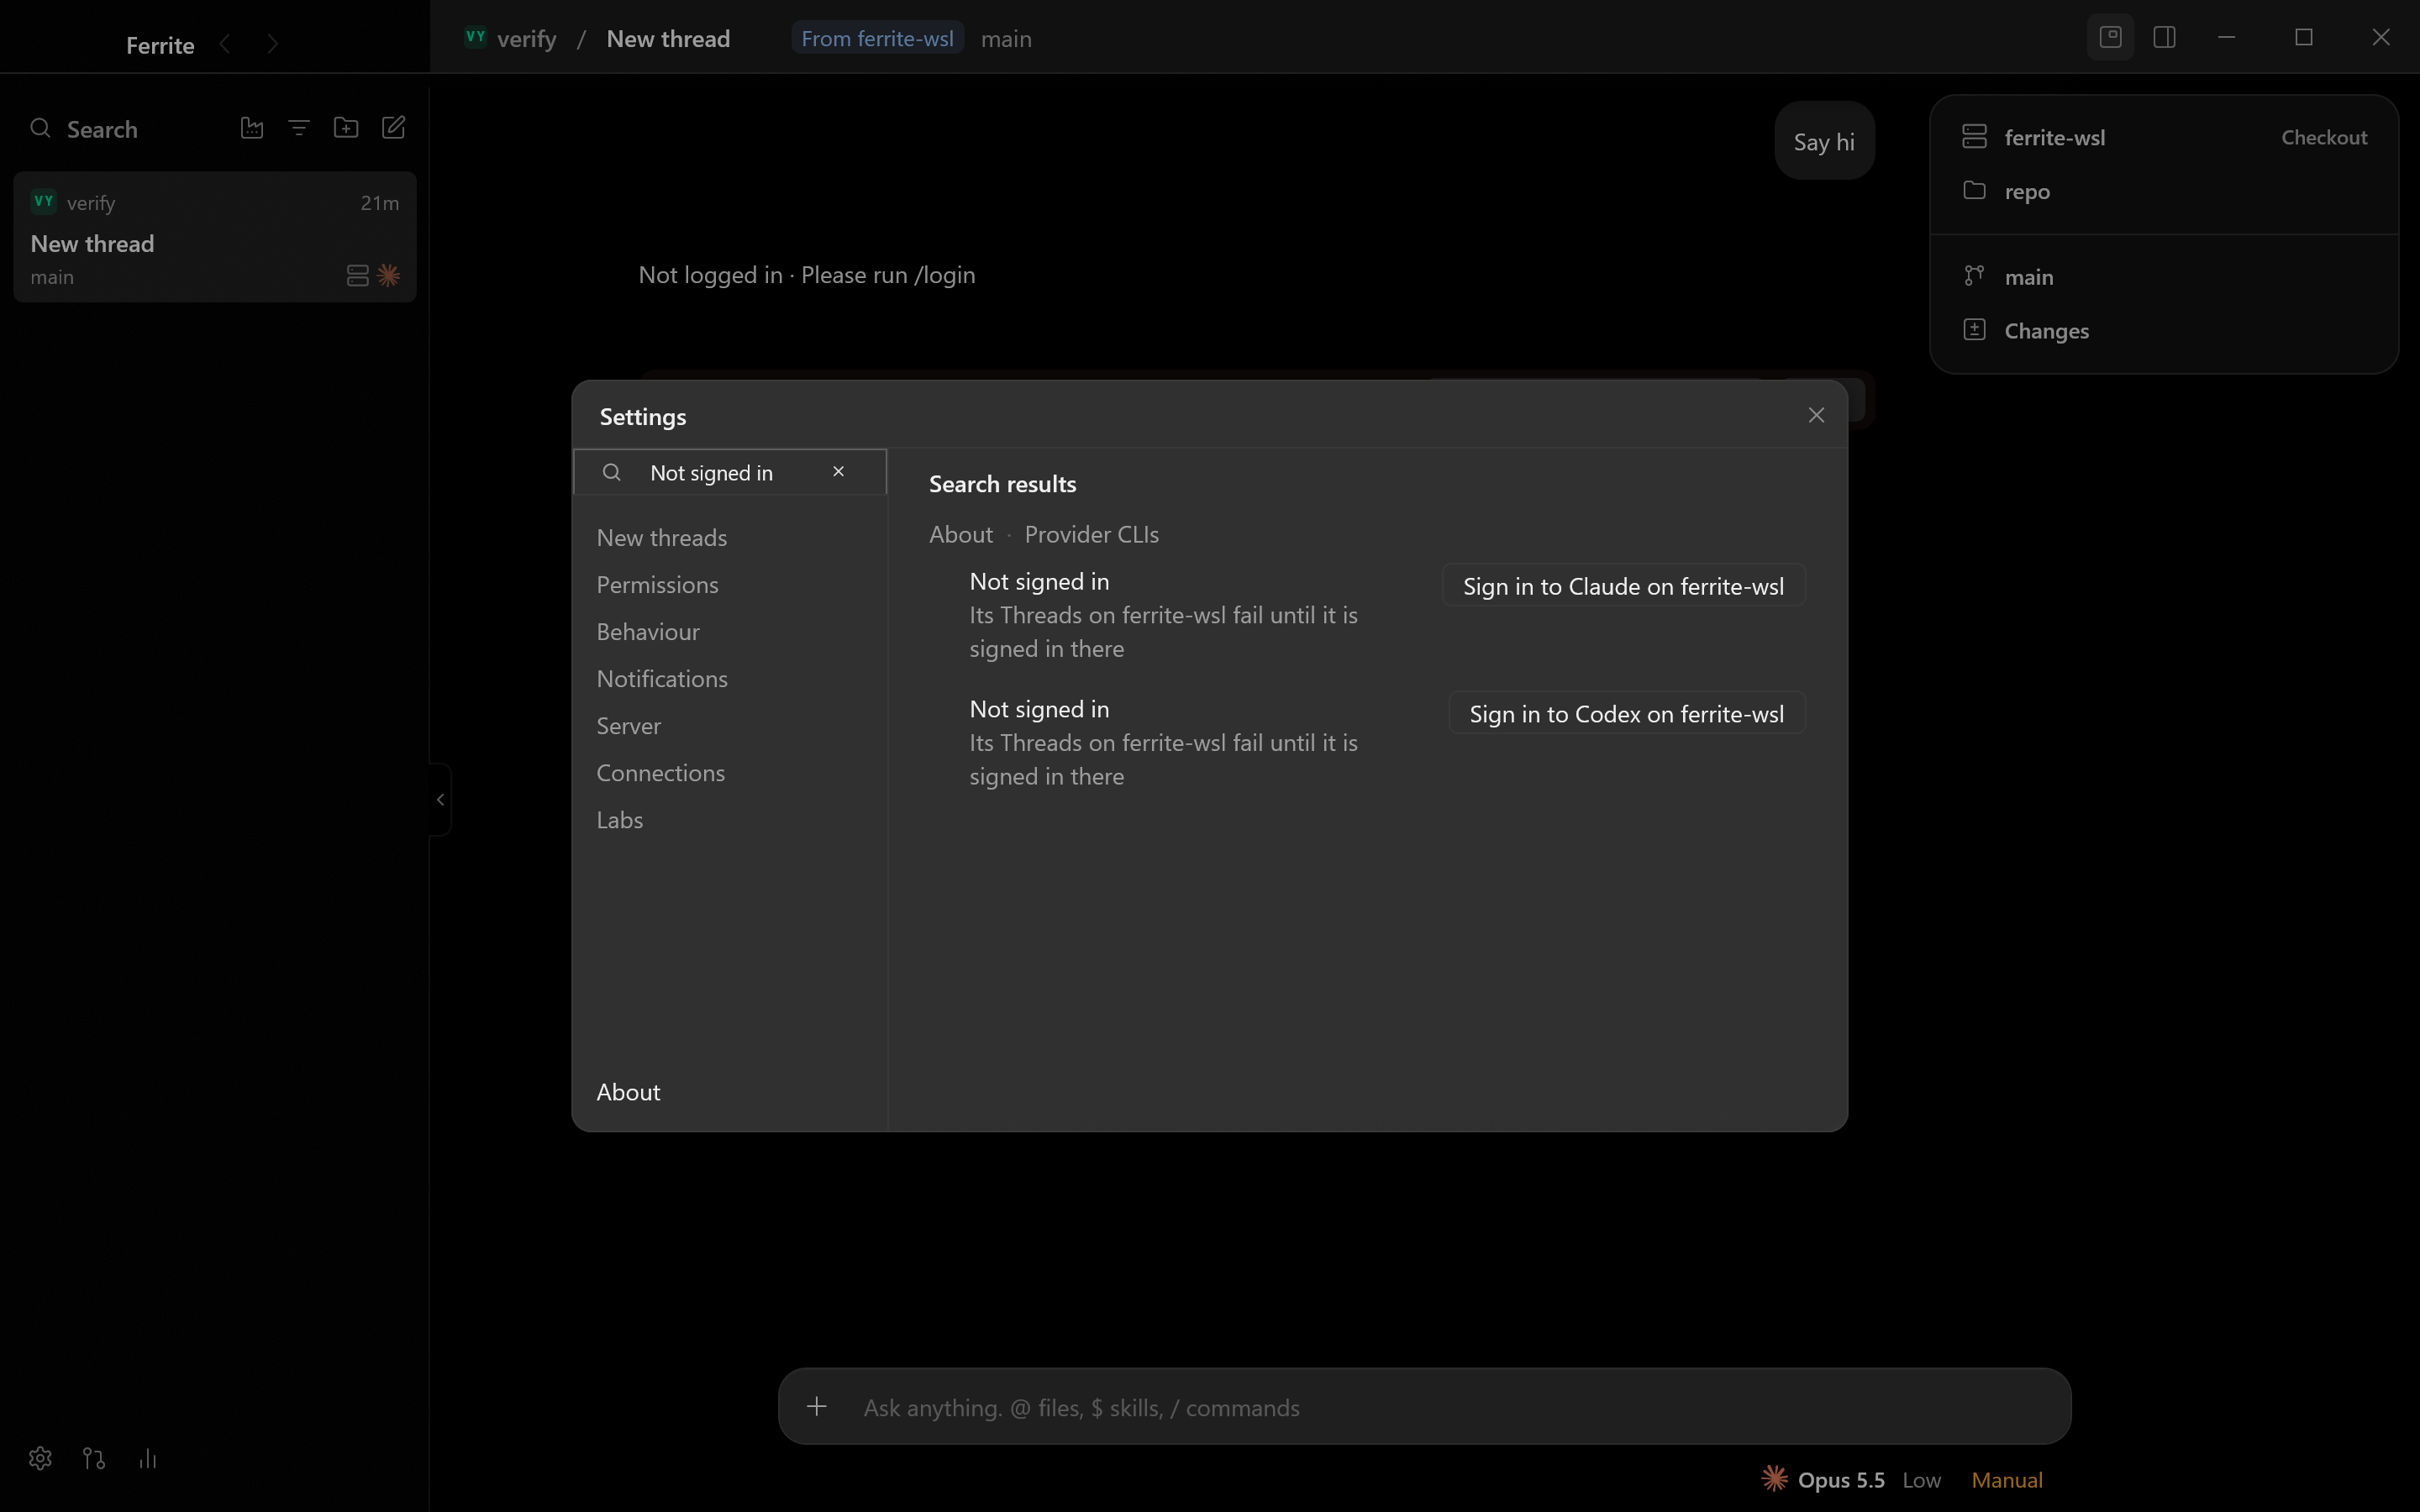 Ferrite
VY verify / New thread From ferrite-wsl main
Search
VY verify 21m
New thread
main
Say hi
Not logged in · Please run /login
ferrite-wsl Checkout
repo
main
Changes
Settings
Not signed in
New threads
Permissions
Behaviour
Notifications
Server
Connections
Labs
About
Search results
About · Provider CLIs
Not signed in
Its Threads on ferrite-wsl fail until it is
signed in there
Sign in to Claude on ferrite-wsl
Not signed in
Its Threads on ferrite-wsl fail until it is
signed in there
Sign in to Codex on ferrite-wsl
Ask anything. @ files, $ skills, / commands
Opus 5.5 Low Manual